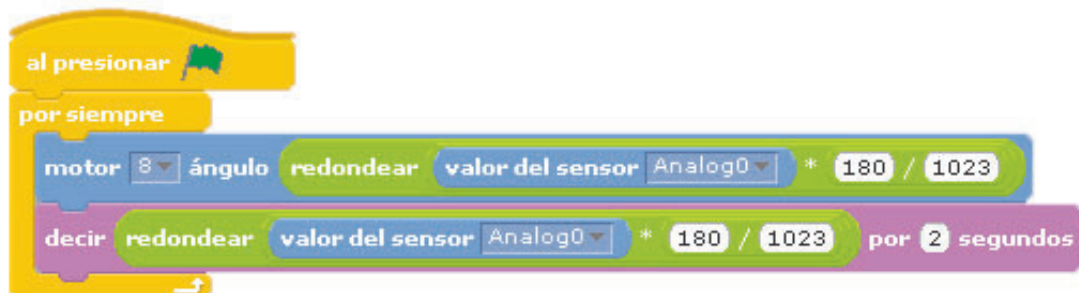 al presionar
por siempre
motor 8 ángulo redondear valor del sensor Analog0 * 180 / 1023
decir redondear valor del sensor Analog0 * 180 / 1023 por 2 segundos